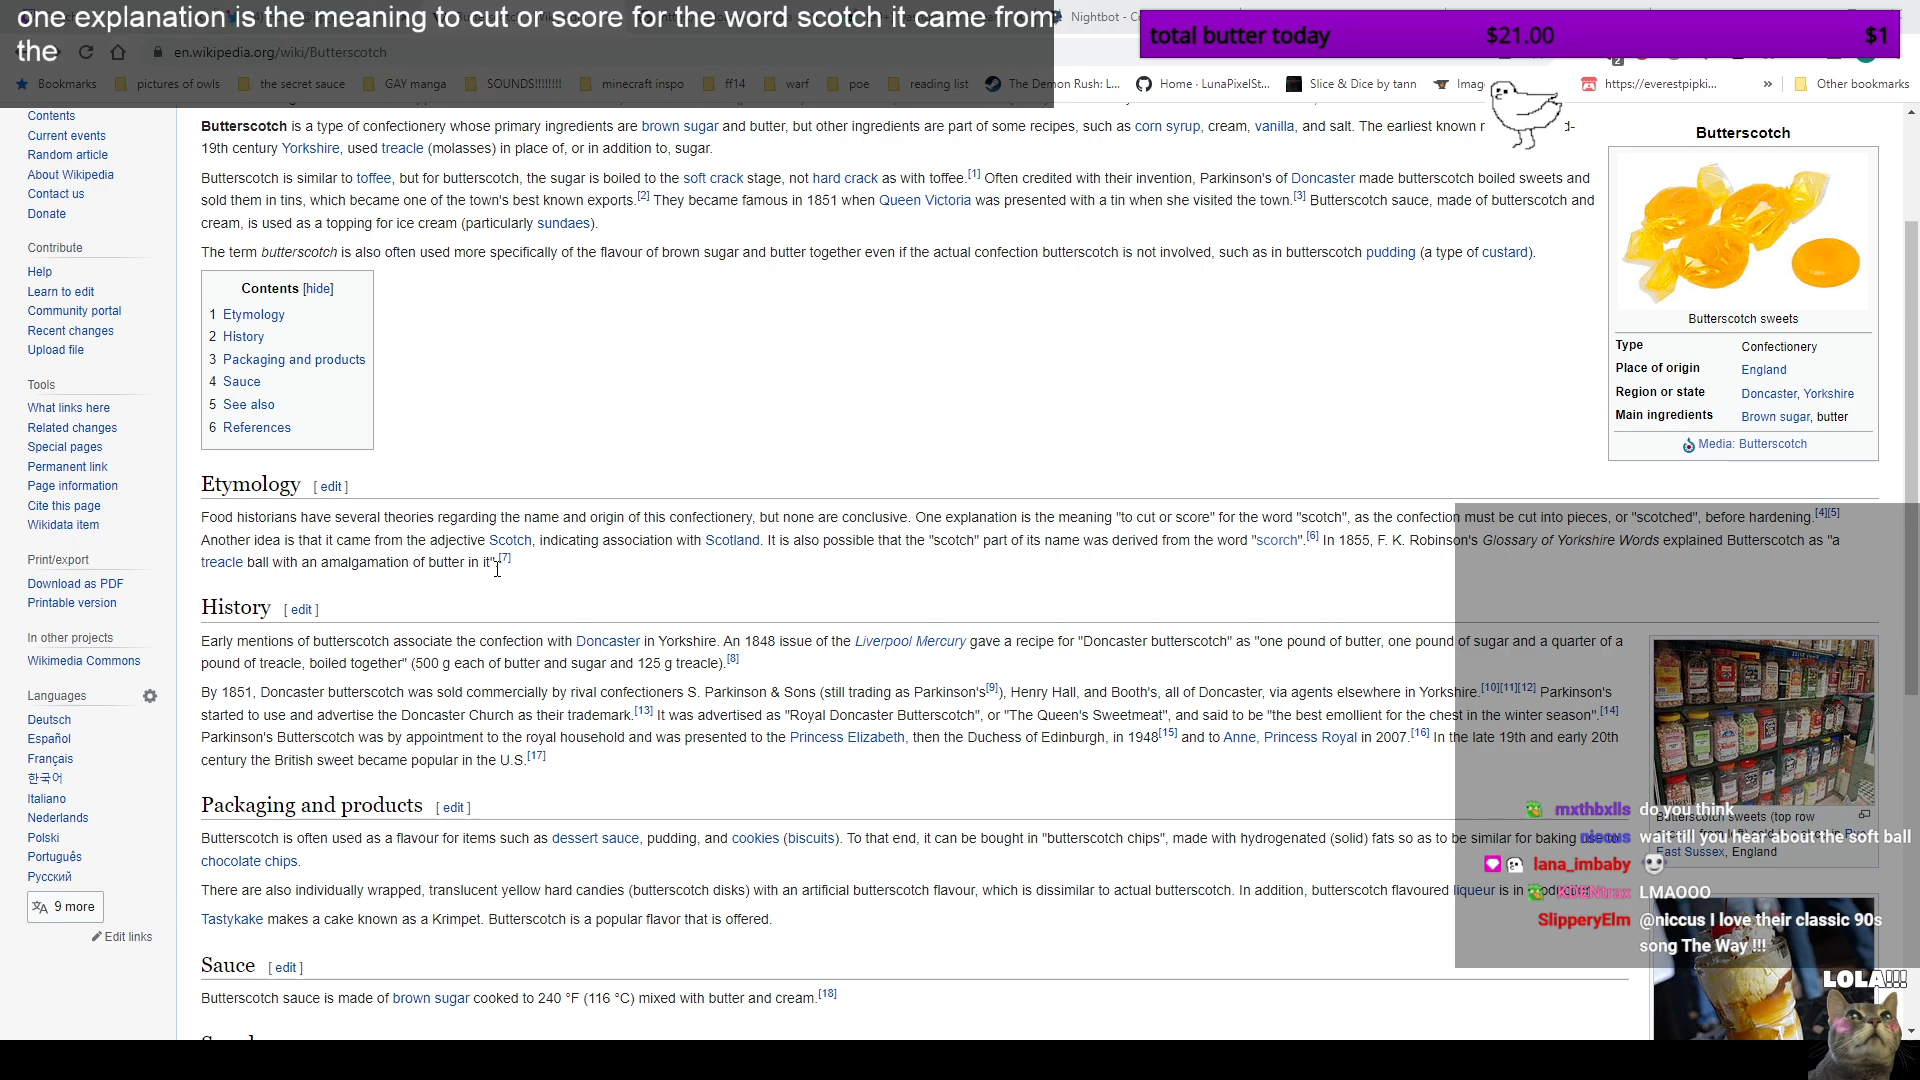 one explanation is the meaning to cut or score for the word scotch it came from
the
Nightbot - C
total butter today $21.00 $1
en.wikipedia.org/wiki/Butterscotch
2
Bookmarks pictures of owls the secret sauce GAY manga SOUNDS!!!!!!!! minecraft inspo ff14 warf poe reading list The Demon Rush: L... Home · LunaPixelSt... Slice & Dice by tann Imag https://everestpipki... » Other bookmarks
Contents
Current events
Random article
About Wikipedia
Contact us
Donate
Contribute
Help
Learn to edit
Community portal
Recent changes
Upload file
Tools
What links here
Related changes
Special pages
Permanent link
Page information
Cite this page
Wikidata item
Print/export
Download as PDF
Printable version
In other projects
Wikimedia Commons
Languages
Deutsch
Español
Français
한국어
Italiano
Nederlands
Polski
Português
Русский
9 more
Edit links
Butterscotch is a type of confectionery whose primary ingredients are brown sugar and butter, but other ingredients are part of some recipes, such as corn syrup, cream, vanilla, and salt. The earliest known r d-
19th century Yorkshire, used treacle (molasses) in place of, or in addition to, sugar.
Butterscotch is similar to toffee, but for butterscotch, the sugar is boiled to the soft crack stage, not hard crack as with toffee.[1] Often credited with their invention, Parkinson's of Doncaster made butterscotch boiled sweets and
sold them in tins, which became one of the town's best known exports.[2] They became famous in 1851 when Queen Victoria was presented with a tin when she visited the town.[3] Butterscotch sauce, made of butterscotch and
cream, is used as a topping for ice cream (particularly sundaes).
The term butterscotch is also often used more specifically of the flavour of brown sugar and butter together even if the actual confection butterscotch is not involved, such as in butterscotch pudding (a type of custard).
Contents [hide]
1 Etymology
2 History
3 Packaging and products
4 Sauce
5 See also
6 References
Butterscotch
Butterscotch sweets
Type Confectionery
Place of origin England
Region or state Doncaster, Yorkshire
Main ingredients Brown sugar, butter
Media: Butterscotch
Etymology [ edit ]
Food historians have several theories regarding the name and origin of this confectionery, but none are conclusive. One explanation is the meaning "to cut or score" for the word "scotch", as the confection must be cut into pieces, or "scotched", before hardening.[4][5]
Another idea is that it came from the adjective Scotch, indicating association with Scotland. It is also possible that the "scotch" part of its name was derived from the word "scorch".[6] In 1855, F. K. Robinson's Glossary of Yorkshire Words explained Butterscotch as "a
treacle ball with an amalgamation of butter in it".[7]
History [ edit ]
Early mentions of butterscotch associate the confection with Doncaster in Yorkshire. An 1848 issue of the Liverpool Mercury gave a recipe for "Doncaster butterscotch" as "one pound of butter, one pound of sugar and a quarter of a
pound of treacle, boiled together" (500 g each of butter and sugar and 125 g treacle).[8]
By 1851, Doncaster butterscotch was sold commercially by rival confectioners S. Parkinson & Sons (still trading as Parkinson's[9]), Henry Hall, and Booth's, all of Doncaster, via agents elsewhere in Yorkshire.[10][11][12] Parkinson's
started to use and advertise the Doncaster Church as their trademark.[13] It was advertised as "Royal Doncaster Butterscotch", or "The Queen's Sweetmeat", and said to be "the best emollient for the chest in the winter season".[14]
Parkinson's Butterscotch was by appointment to the royal household and was presented to the Princess Elizabeth, then the Duchess of Edinburgh, in 1948[15] and to Anne, Princess Royal in 2007.[16] In the late 19th and early 20th
century the British sweet became popular in the U.S.[17]
Packaging and products [ edit ]
Butterscotch is often used as a flavour for items such as dessert sauce, pudding, and cookies (biscuits). To that end, it can be bought in "butterscotch chips", made with hydrogenated (solid) fats so as to be similar for baking use to
chocolate chips.
There are also individually wrapped, translucent yellow hard candies (butterscotch disks) with an artificial butterscotch flavour, which is dissimilar to actual butterscotch. In addition, butterscotch flavoured liqueur is in
Tastykake makes a cake known as a Krimpet. Butterscotch is a popular flavor that is offered.
Sauce [ edit ]
Butterscotch sauce is made of brown sugar cooked to 240 °F (116 °C) mixed with butter and cream.[18]
Butterscotch sweets (top row
East Sussex, England
mxthbxlls do you think
niccus wait till you hear about the soft ball
lana_imbaby
LMAOOO
SlipperyElm @niccus I love their classic 90s
song The Way !!!
LOLA!!!